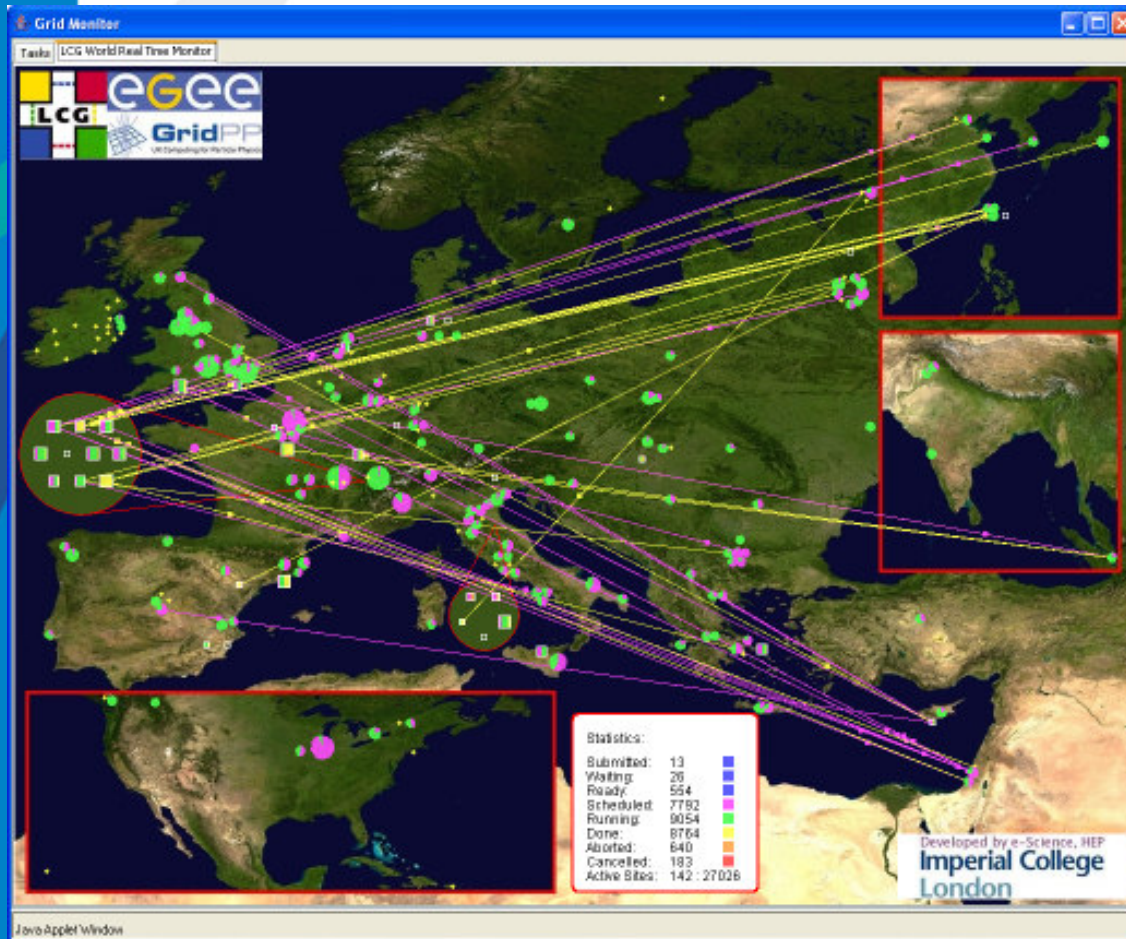 Grid Monitor
Tasks LCG World Real Time Monitor
LCG
eGee
GridPP
UK Computing for Particle Physics
Statistics:
Submitted: 13
Waiting: 26
Ready: 554
Scheduled: 7792
Running: 9054
Done: 8764
Aborted: 640
Cancelled: 183
Active Sites: 142 : 27026
Developed by e-Science, HEP
Imperial College
London
Java Applet Window